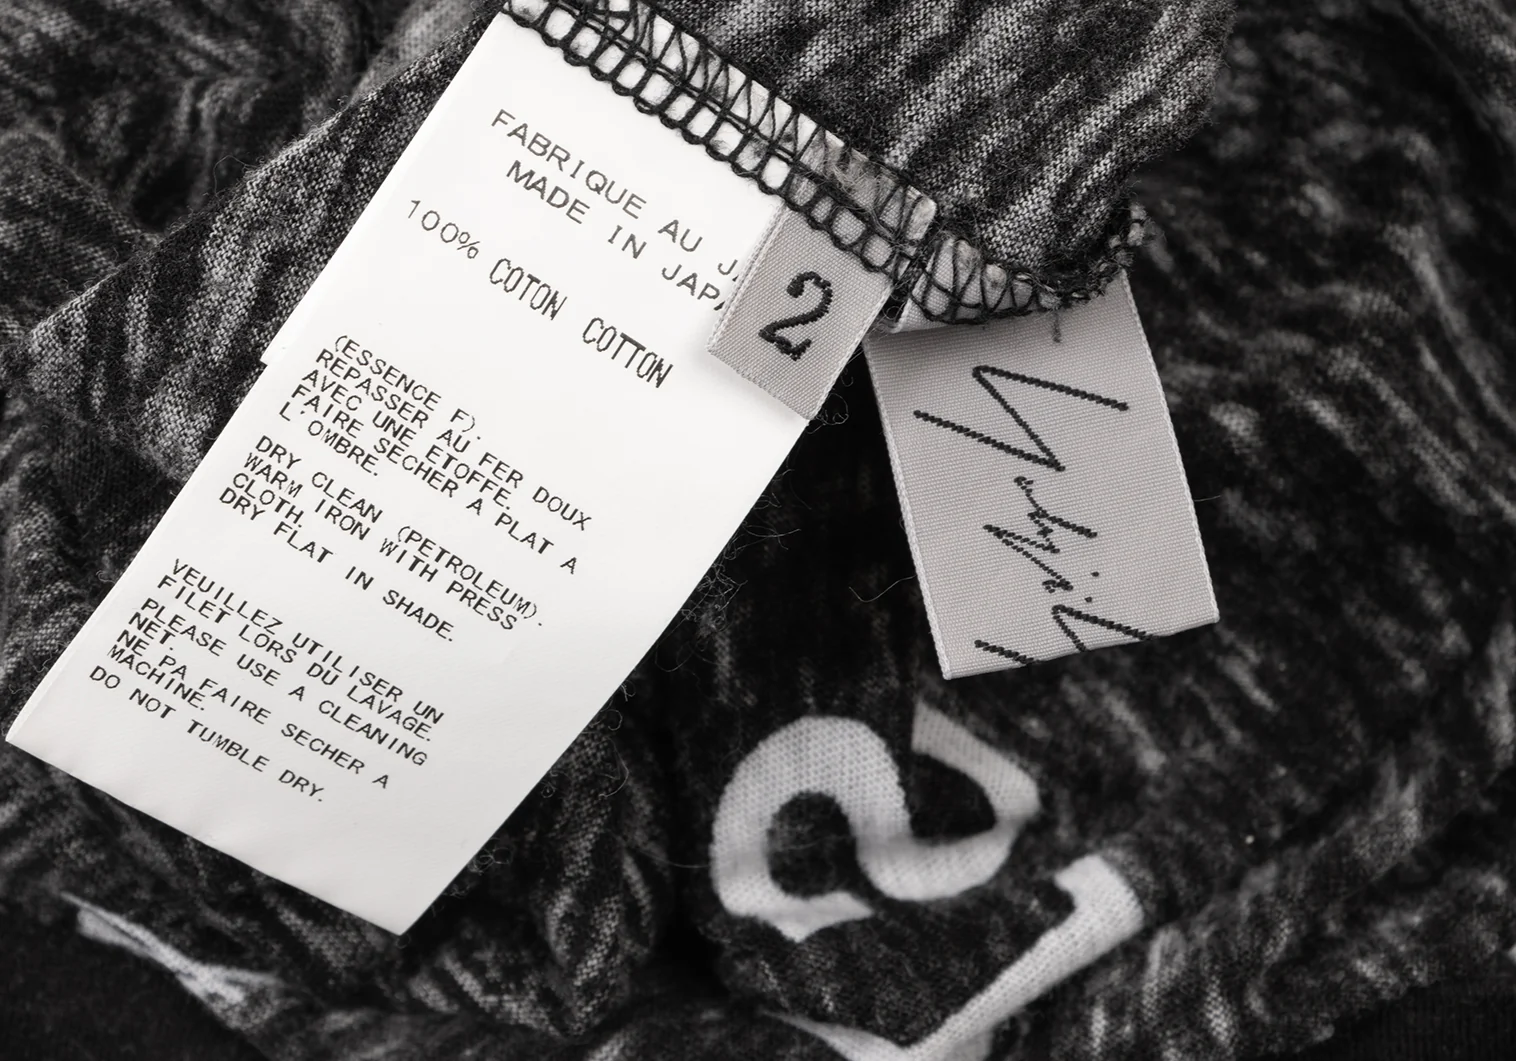 FABRIQUE AU J
MADE IN JAPA
100% COTON COTTON
2
(ESSENCE F).
REPASSER AU FER DOUX
AVEC UNE ETOFFE.
FAIRE SECHER A PLAT A
L'OMBRE.
DRY CLEAN (PETROLEUM).
WARM IRON WITH PRESS
CLOTH.
DRY FLAT IN SHADE.
VEUILLEZ UTILISER UN
FILET LORS DU LAVAGE.
PLEASE USE A CLEANING
NET.
NE PA FAIRE SECHER A
MACHINE.
DO NOT TUMBLE DRY.